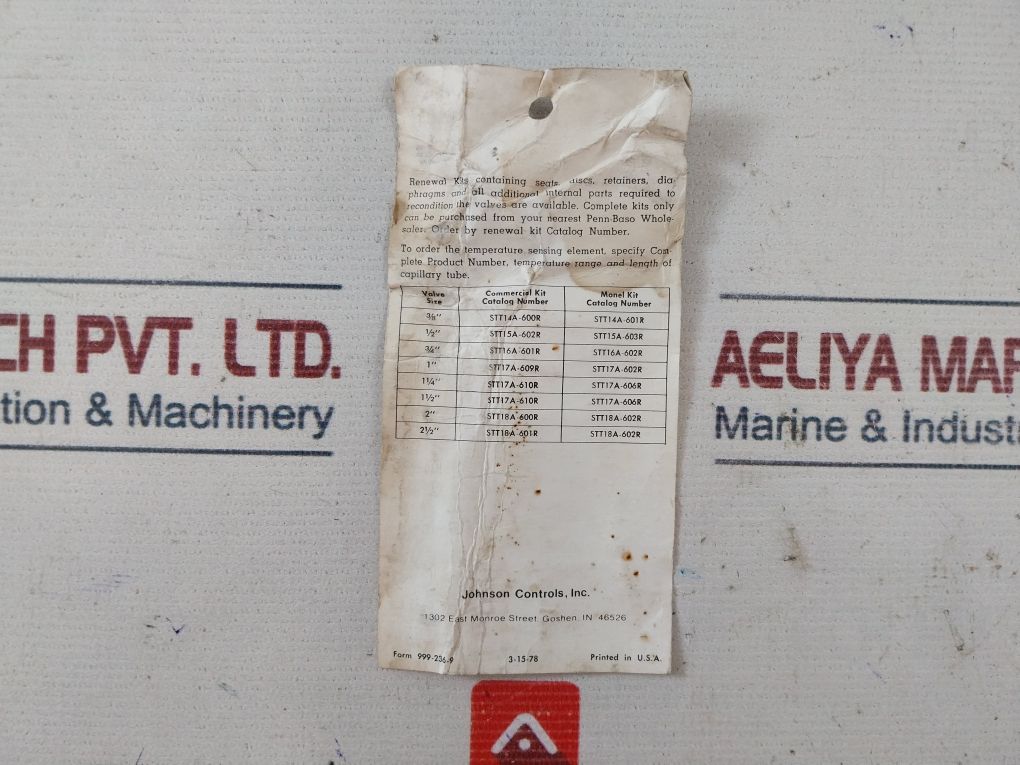 Renewal Kits containing seats, discs, retainers, dia-
phragms and all additional internal parts required to
recondition the valves are available. Complete kits only
can be purchased from your nearest Penn-Baso Whole-
saler. Order by renewal kit Catalog Number.
To order the temperature sensing element, specify Com-
plete Product Number, temperature range and length of
capillary tube.
Valve Size Commercial Kit Catalog Number Monel Kit Catalog Number
3/8" STT14A-600R STT14A-601R
1/2" STT15A-602R STT15A-603R
3/4" STT16A-601R STT16A-602R
1" STT17A-609R STT17A-602R
1 1/4" STT17A-610R STT17A-606R
1 1/2" STT17A-610R STT17A-606R
2" STT18A-600R STT18A-602R
2 1/2" STT18A-601R STT18A-602R
Johnson Controls, Inc.
1302 East Monroe Street, Goshen, IN 46526
Form 999-236-9 3-15-78 Printed in U.S.A.
CH PVT. LTD.
tion & Machinery
AELIYA MAR
Marine & Industi